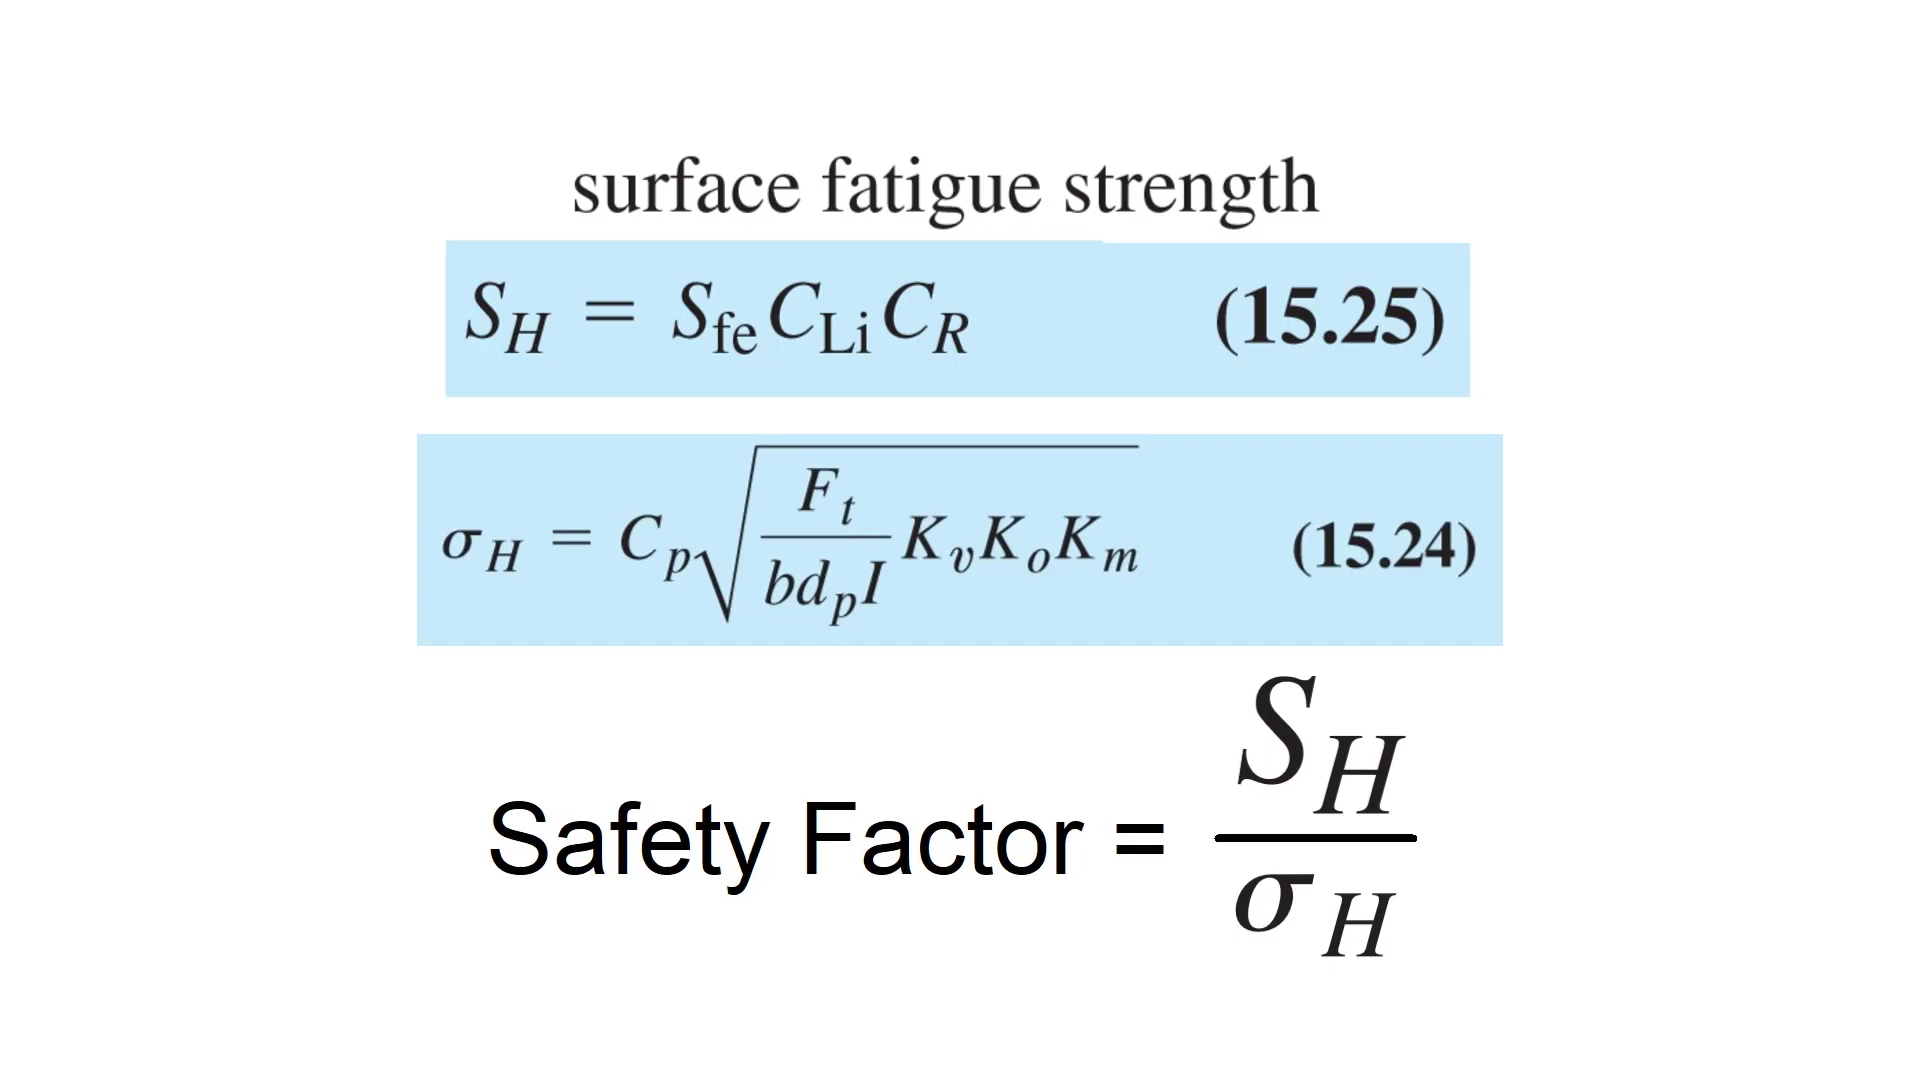 surface fatigue strength
S_H = S_fe C_Li C_R (15.25)
σ_H = C_p √(F_t / (b d_p I) K_v K_o K_m) (15.24)
Safety Factor = S_H / σ_H